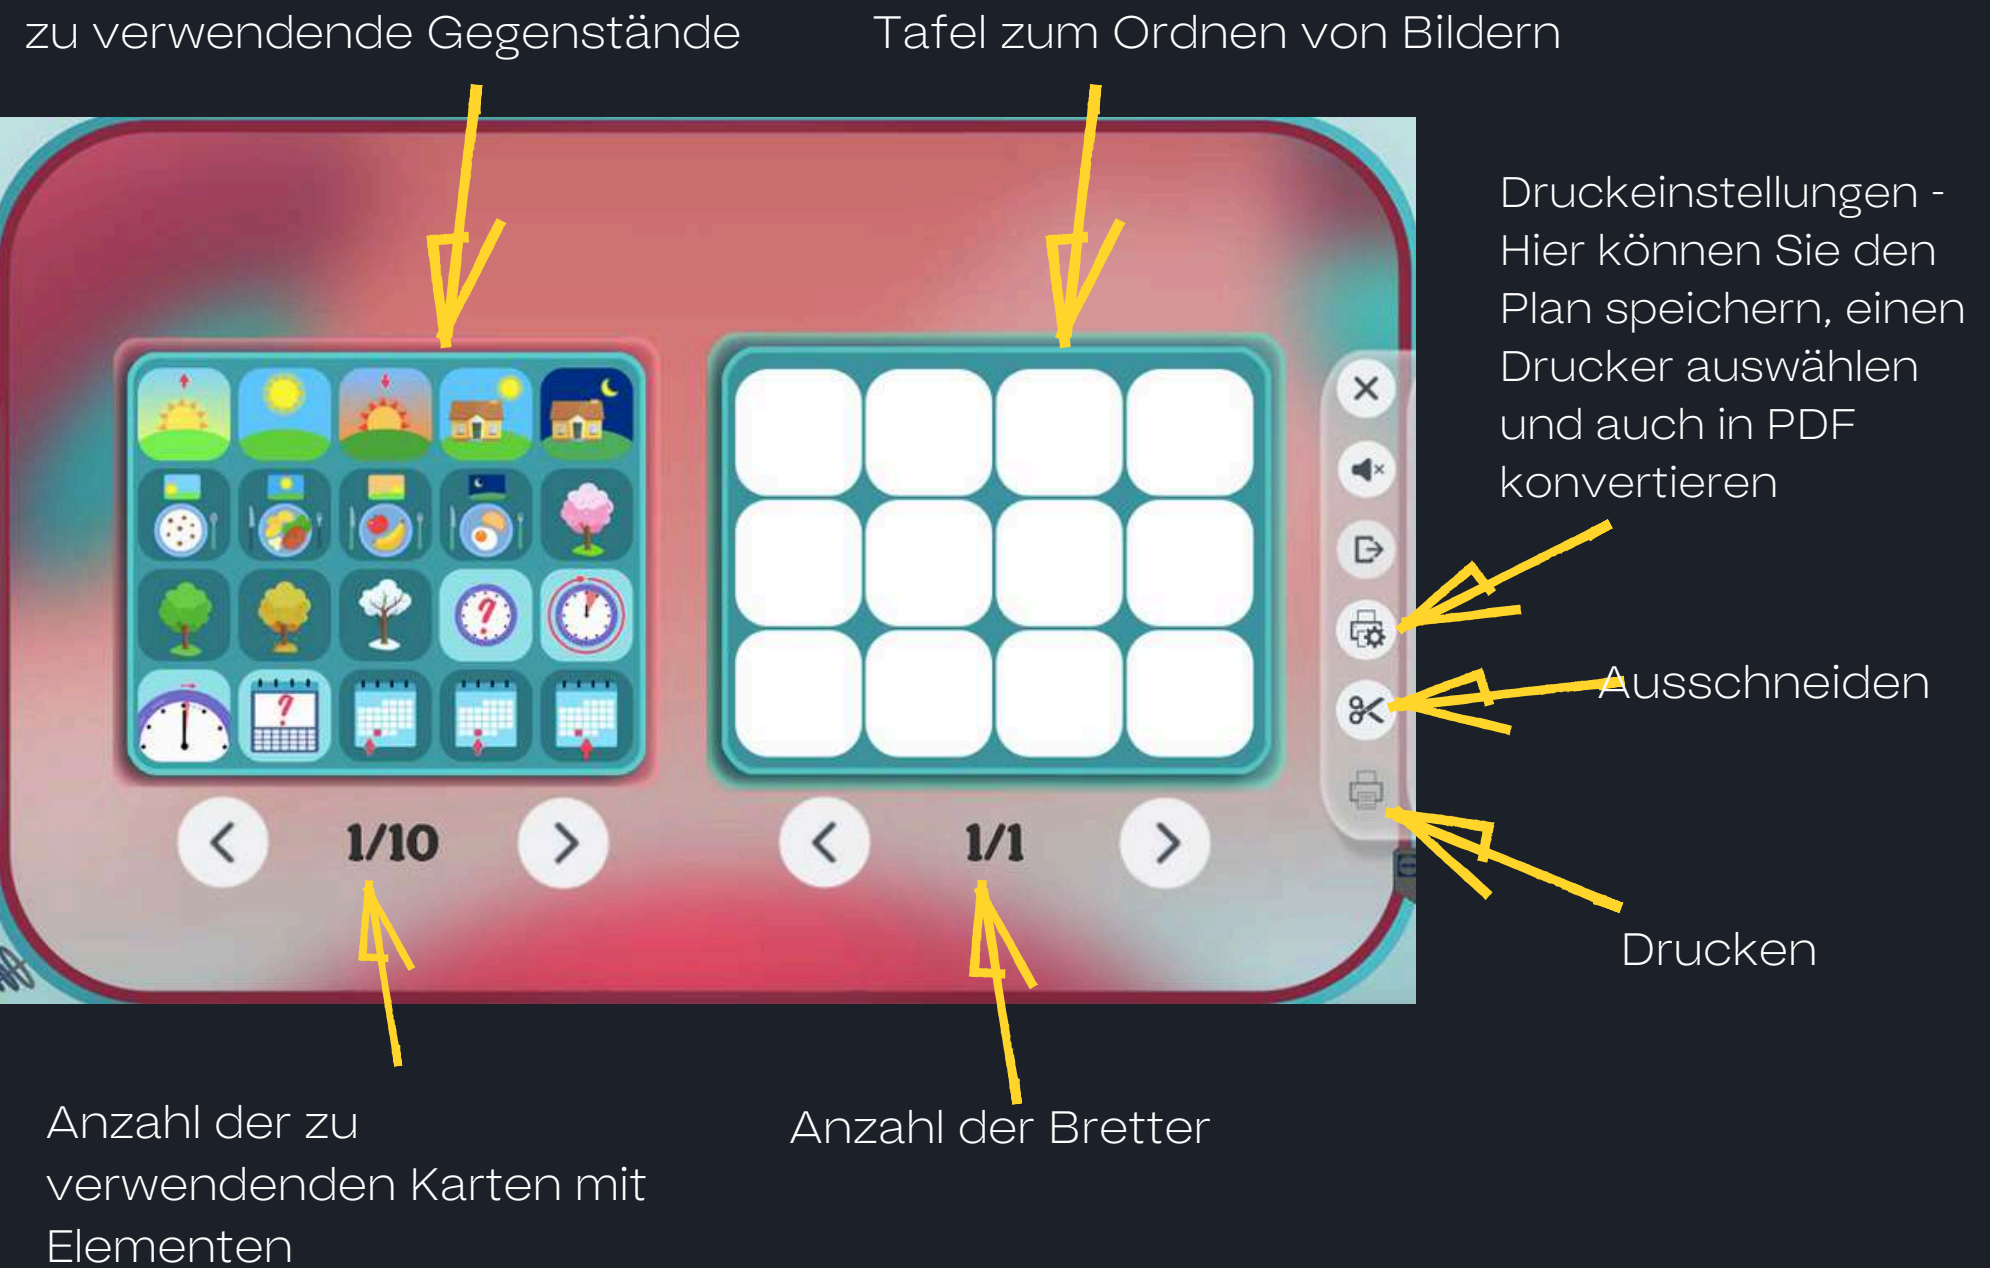 zu verwendende Gegenstände
Tafel zum Ordnen von Bildern
Druckeinstellungen -
Hier können Sie den
Plan speichern, einen
Drucker auswählen
und auch in PDF
konvertieren
?
Ausschneiden
?
1/10
1/1
Drucken
Anzahl der zu
verwendenden Karten mit
Elementen
Anzahl der Bretter